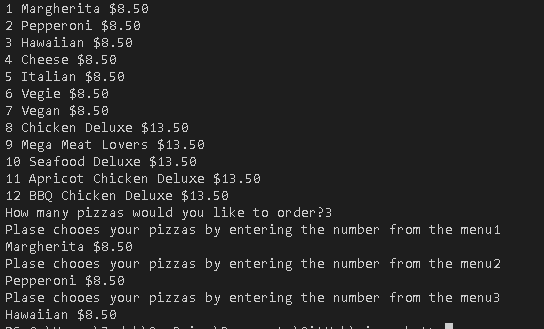 1 Margherita $8.50
2 Pepperoni $8.50
3 Hawaiian $8.50
4 Cheese $8.50
5 Italian $8.50
6 Vegie $8.50
7 Vegan $8.50
8 Chicken Deluxe $13.50
9 Mega Meat Lovers $13.50
10 Seafood Deluxe $13.50
11 Apricot Chicken Deluxe $13.50
12 BBQ Chicken Deluxe $13.50
How many pizzas would you like to order?3
Plase chooes your pizzas by entering the number from the menu1
Margherita $8.50
Plase chooes your pizzas by entering the number from the menu2
Pepperoni $8.50
Plase chooes your pizzas by entering the number from the menu3
Hawaiian $8.50